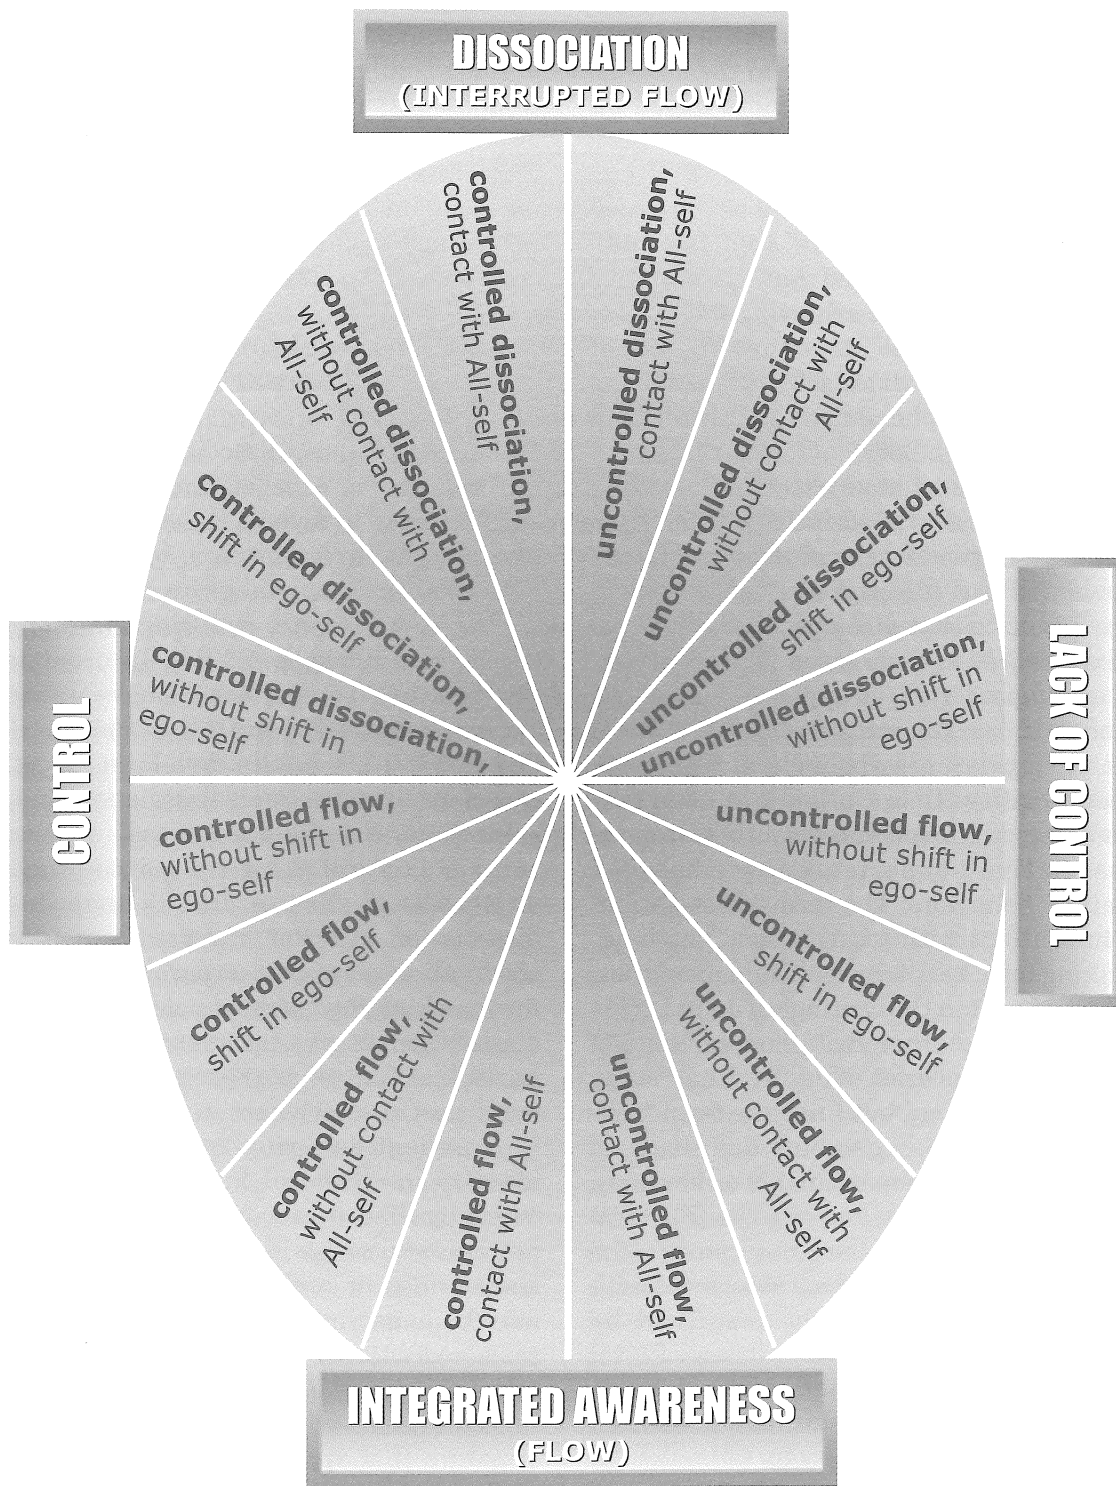 DISSOCIATION
(INTERRUPTED FLOW)
controlled dissociation,
contact with All-self
uncontrolled dissociation,
contact with All-self
controlled dissociation,
without contact with
All-self
uncontrolled dissociation,
without contact with
All-self
controlled dissociation,
shift in ego-self
uncontrolled dissociation,
shift in ego-self
controlled dissociation,
without shift in
ego-self
uncontrolled dissociation,
without shift in
ego-self
CONTROL
LACK OF CONTROL
controlled flow,
without shift in
ego-self
uncontrolled flow,
without shift in
ego-self
controlled flow,
shift in ego-self
uncontrolled flow,
shift in ego-self
controlled flow,
without contact with
All-self
uncontrolled flow,
without contact with
All-self
controlled flow,
contact with All-self
uncontrolled flow,
contact with All-self
INTEGRATED AWARENESS
(FLOW)